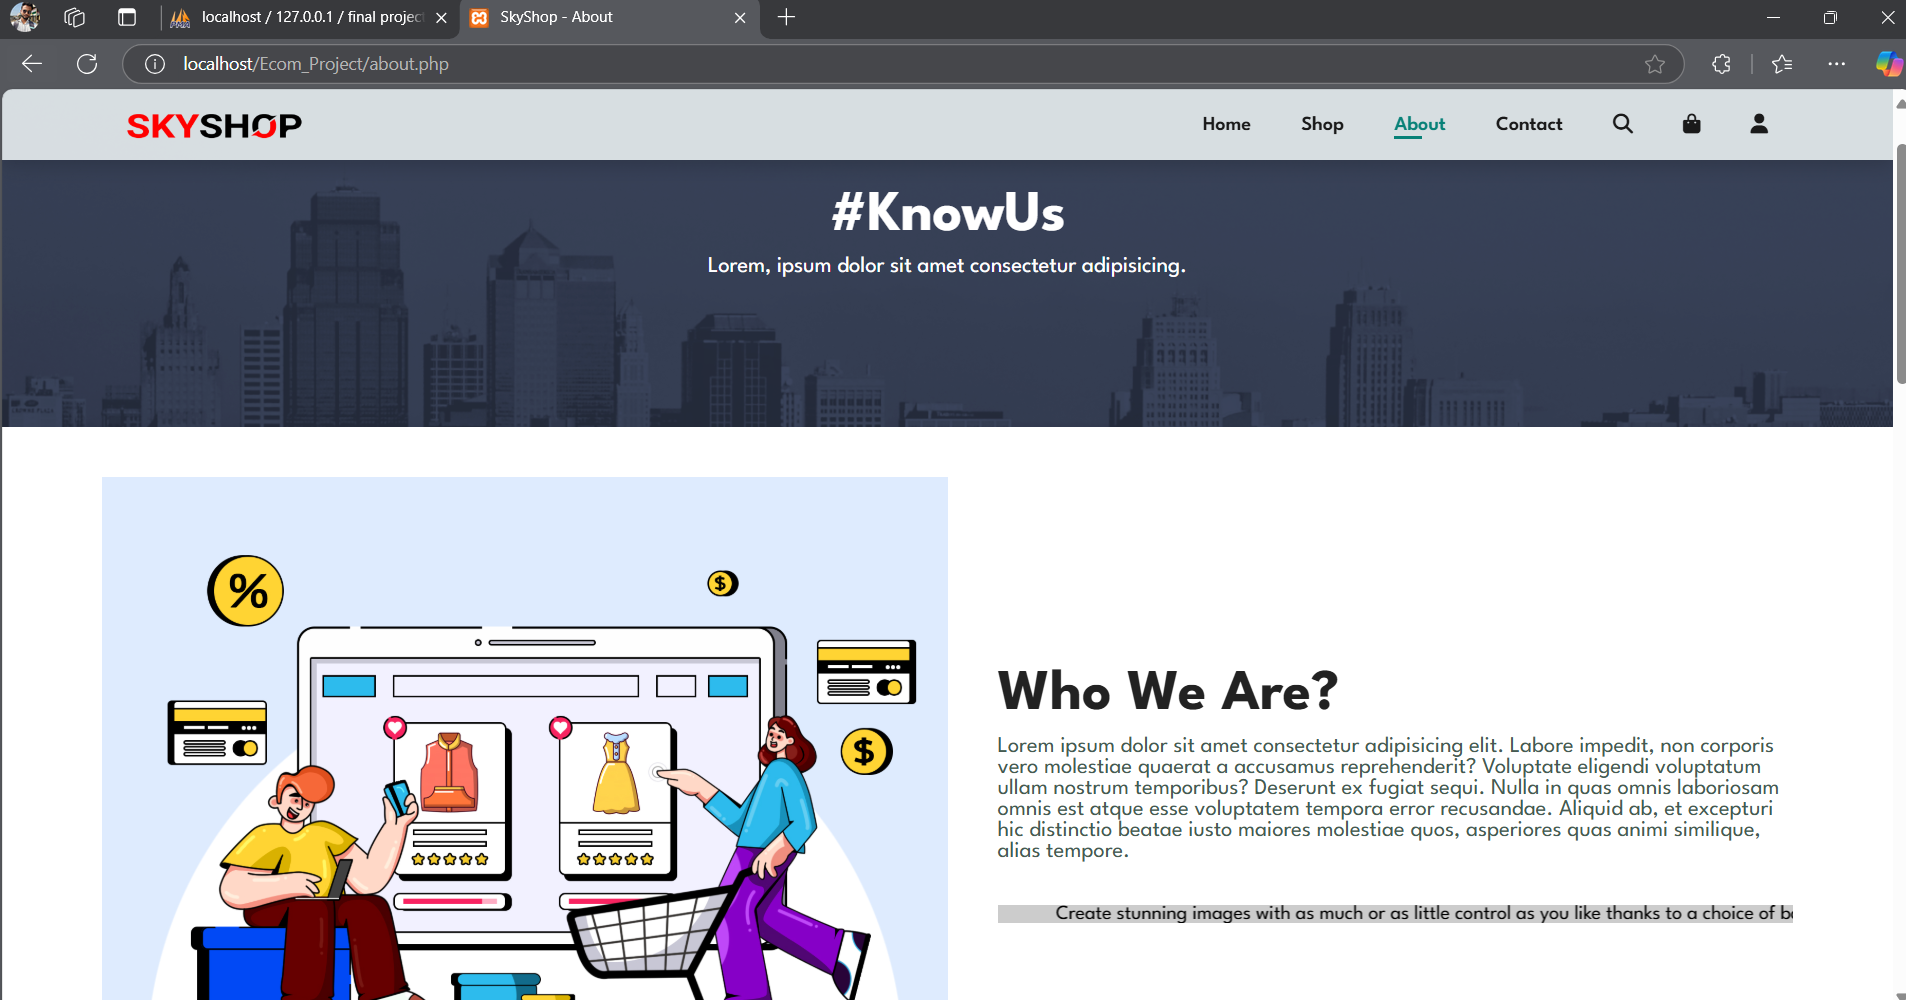 localhost / 127.0.0.1 / final project
SkyShop - About
localhost/Ecom_Project/about.php
SKYSHOP
Home
Shop
About
Contact
#KnowUs
Lorem, ipsum dolor sit amet consectetur adipisicing.
%
$
$
Who We Are?
Lorem ipsum dolor sit amet consectetur adipisicing elit. Labore impedit, non corporis
vero molestiae quaerat a accusamus reprehenderit? Voluptate eligendi voluptatum
ullam nostrum temporibus? Deserunt ex fugiat sequi. Nulla in quas omnis laboriosam
omnis est atque esse voluptatem tempora error recusandae. Aliquid ab, et excepturi
hic distinctio beatae iusto maiores molestiae quos, asperiores quas animi similique,
alias tempore.
Create stunning images with as much or as little control as you like thanks to a choice of